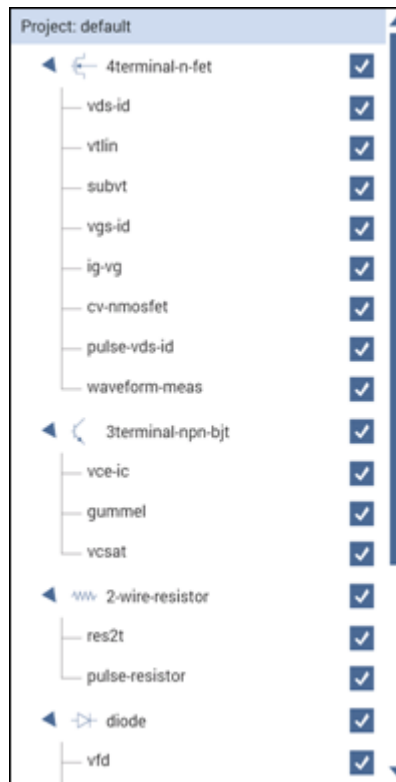 Project: default
4terminal-n-fet
vds-id
vtlin
subvt
vgs-id
ig-vg
cv-nmosfet
pulse-vds-id
waveform-meas
3terminal-npn-bjt
vce-ic
gummel
vcsat
2-wire-resistor
res2t
pulse-resistor
diode
vfd